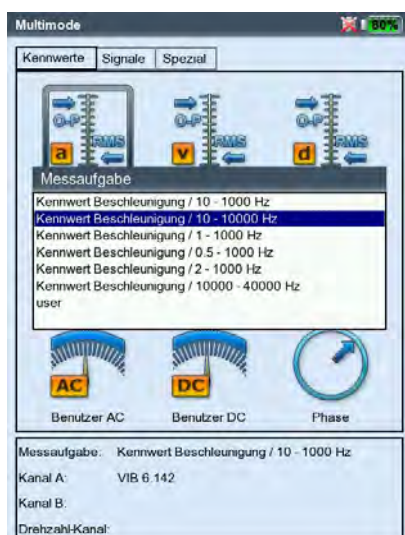 Multimode
! 80%
Kennwerte Signale Spezial
O-P O-P O-P
RMS RMS RMS
a v d
Messaufgabe
Kennwert Beschleunigung / 10 - 1000 Hz
Kennwert Beschleunigung / 10 - 10000 Hz
Kennwert Beschleunigung / 1 - 1000 Hz
Kennwert Beschleunigung / 0.5 - 1000 Hz
Kennwert Beschleunigung / 2 - 1000 Hz
Kennwert Beschleunigung / 10000 - 40000 Hz
user
AC DC
Benutzer AC Benutzer DC Phase
Messaufgabe: Kennwert Beschleunigung / 10 - 1000 Hz
Kanal A: VIB 6.142
Kanal B:
Drehzahl-Kanal: